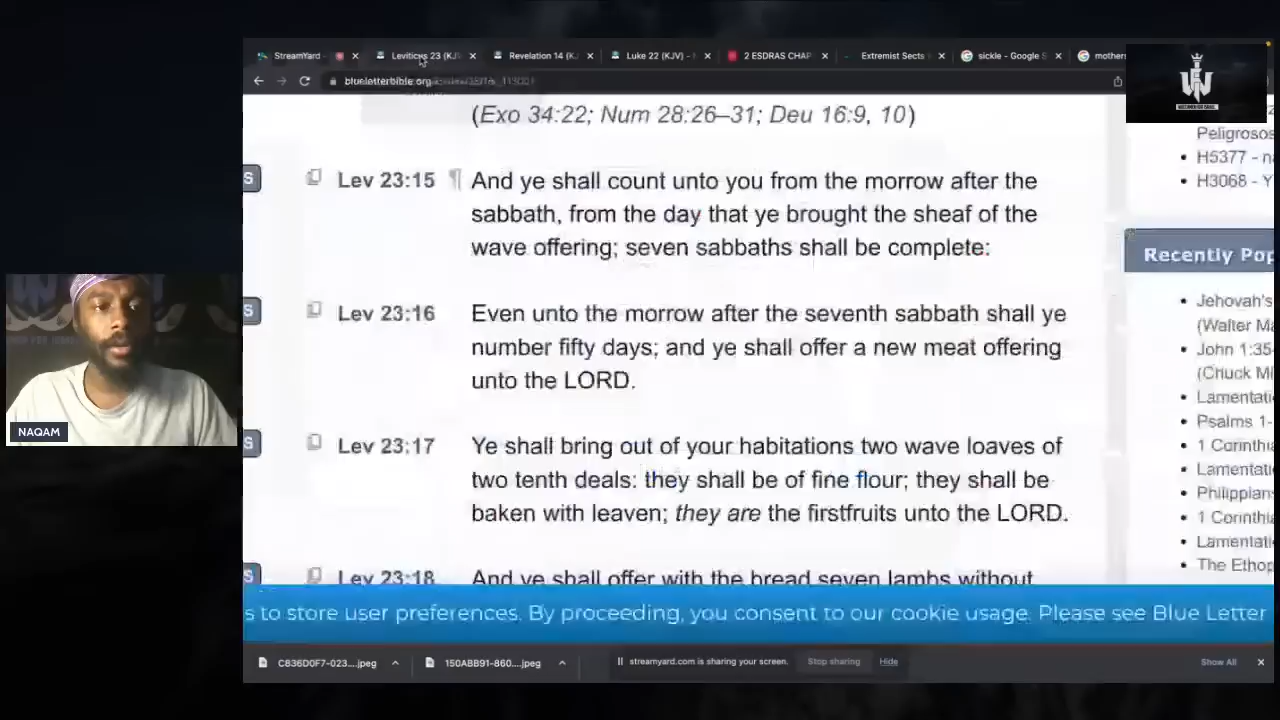 StreamYard
Leviticus 23 (KJ
Revelation 14 (K
Luke 22 (KJV) -
2 ESDRAS CHAP
Extremist Sects
sickle - Google S
mother
blueletterbible.org
(Exo 34:22; Num 28:26–31; Deu 16:9, 10)
Lev 23:15 ¶ And ye shall count unto you from the morrow after the
sabbath, from the day that ye brought the sheaf of the
wave offering; seven sabbaths shall be complete:
Lev 23:16 Even unto the morrow after the seventh sabbath shall ye
number fifty days; and ye shall offer a new meat offering
unto the LORD.
Lev 23:17 Ye shall bring out of your habitations two wave loaves of
two tenth deals: they shall be of fine flour; they shall be
baken with leaven; they are the firstfruits unto the LORD.
Lev 23:18 And ye shall offer with the bread seven lambs without
S
S
S
S
Peligrosos
H5377 - n
H3068 - Y
Recently Pop
Jehovah's
(Walter Ma
John 1:35-
(Chuck Mi
Lamentati
Psalms 1-
1 Corinthi
Lamentati
Philippians
1 Corinthi
Lamentati
The Ethop
s to store user preferences. By proceeding, you consent to our cookie usage. Please see Blue Letter
C836D0F7-023....jpeg
150ABB91-860....jpeg
streamyard.com is sharing your screen.
Stop sharing
Hide
Show All
NAQAM